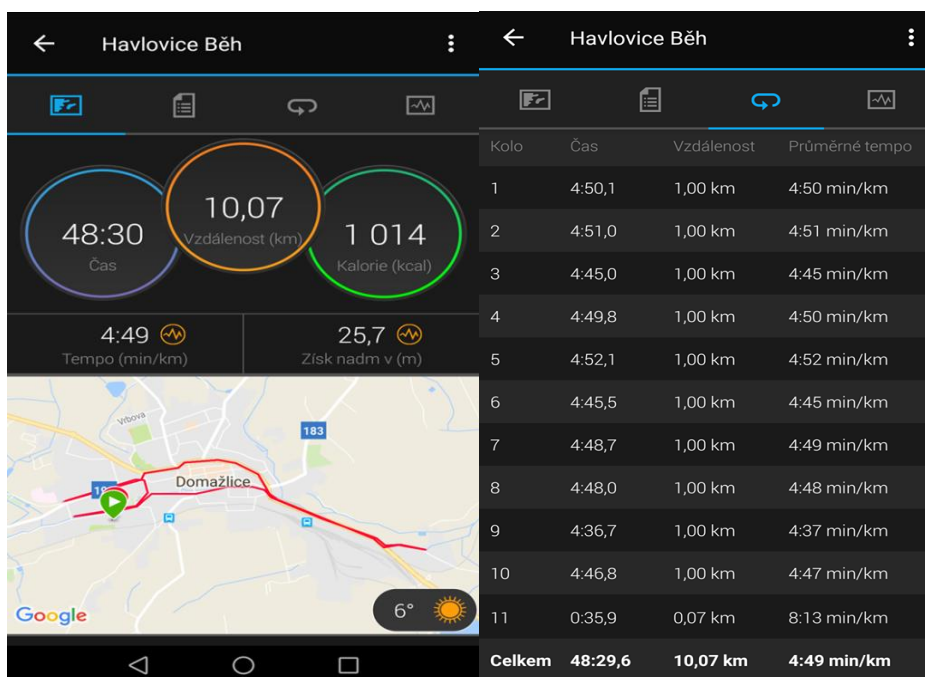 Havlovice Běh
48:30
Čas
10,07
Vzdálenost (km)
1 014
Kalorie (kcal)
4:49
Tempo (min/km)
25,7
Získ nadm v (m)
Vrbová
183
Domažlice
Google
6°
Havlovice Běh
Kolo Čas Vzdálenost Průměrné tempo
1 4:50,1 1,00 km 4:50 min/km
2 4:51,0 1,00 km 4:51 min/km
3 4:45,0 1,00 km 4:45 min/km
4 4:49,8 1,00 km 4:50 min/km
5 4:52,1 1,00 km 4:52 min/km
6 4:45,5 1,00 km 4:45 min/km
7 4:48,7 1,00 km 4:49 min/km
8 4:48,0 1,00 km 4:48 min/km
9 4:36,7 1,00 km 4:37 min/km
10 4:46,8 1,00 km 4:47 min/km
11 0:35,9 0,07 km 8:13 min/km
Celkem 48:29,6 10,07 km 4:49 min/km